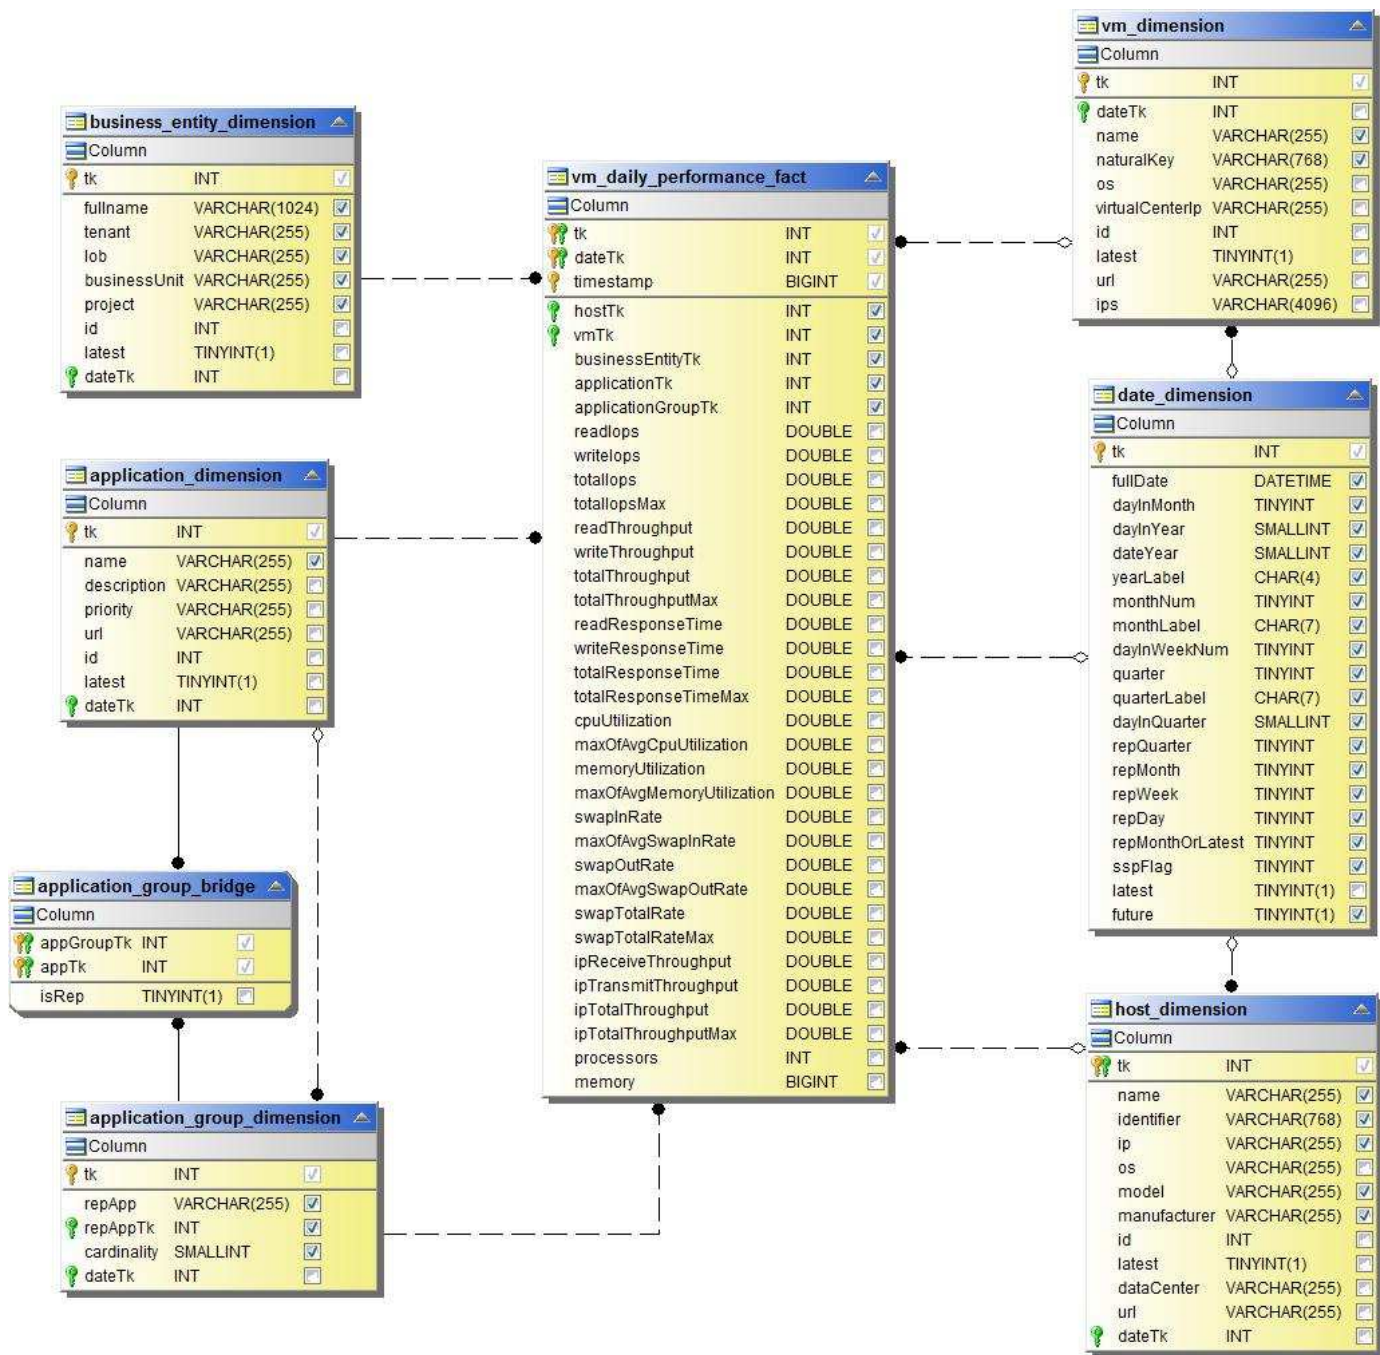 vm_dimension
Column
tk INT
dateTk INT
name VARCHAR(255)
naturalKey VARCHAR(768)
os VARCHAR(255)
virtualCenterIp VARCHAR(255)
id INT
latest TINYINT(1)
url VARCHAR(255)
ips VARCHAR(4096)
business_entity_dimension
Column
tk INT
fullname VARCHAR(1024)
tenant VARCHAR(255)
lob VARCHAR(255)
businessUnit VARCHAR(255)
project VARCHAR(255)
id INT
latest TINYINT(1)
dateTk INT
vm_daily_performance_fact
Column
tk INT
dateTk INT
timestamp BIGINT
hostTk INT
vmTk INT
businessEntityTk INT
applicationTk INT
applicationGroupTk INT
readIops DOUBLE
writeIops DOUBLE
totalIops DOUBLE
totalIopsMax DOUBLE
readThroughput DOUBLE
writeThroughput DOUBLE
totalThroughput DOUBLE
totalThroughputMax DOUBLE
readResponseTime DOUBLE
writeResponseTime DOUBLE
totalResponseTime DOUBLE
totalResponseTimeMax DOUBLE
cpuUtilization DOUBLE
maxOfAvgCpuUtilization DOUBLE
memoryUtilization DOUBLE
maxOfAvgMemoryUtilization DOUBLE
swapInRate DOUBLE
maxOfAvgSwapInRate DOUBLE
swapOutRate DOUBLE
maxOfAvgSwapOutRate DOUBLE
swapTotalRate DOUBLE
swapTotalRateMax DOUBLE
ipReceiveThroughput DOUBLE
ipTransmitThroughput DOUBLE
ipTotalThroughput DOUBLE
ipTotalThroughputMax DOUBLE
processors INT
memory BIGINT
date_dimension
Column
tk INT
fullDate DATETIME
dayInMonth TINYINT
dayInYear SMALLINT
dateYear SMALLINT
yearLabel CHAR(4)
monthNum TINYINT
monthLabel CHAR(7)
dayInWeekNum TINYINT
quarter TINYINT
quarterLabel CHAR(7)
dayInQuarter SMALLINT
repQuarter TINYINT
repMonth TINYINT
repWeek TINYINT
repDay TINYINT
repMonthOrLatest TINYINT
sspFlag TINYINT
latest TINYINT(1)
future TINYINT(1)
application_dimension
Column
tk INT
name VARCHAR(255)
description VARCHAR(255)
priority VARCHAR(255)
url VARCHAR(255)
id INT
latest TINYINT(1)
dateTk INT
application_group_bridge
Column
appGroupTk INT
appTk INT
isRep TINYINT(1)
application_group_dimension
Column
tk INT
repApp VARCHAR(255)
repAppTk INT
cardinality SMALLINT
dateTk INT
host_dimension
Column
tk INT
name VARCHAR(255)
identifier VARCHAR(768)
ip VARCHAR(255)
os VARCHAR(255)
model VARCHAR(255)
manufacturer VARCHAR(255)
id INT
latest TINYINT(1)
dataCenter VARCHAR(255)
url VARCHAR(255)
dateTk INT